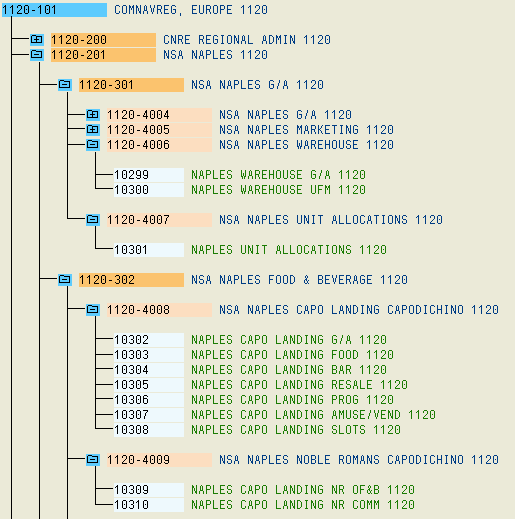 1120-101 COMNAVREG, EUROPE 1120
1120-200 CNRE REGIONAL ADMIN 1120
1120-201 NSA NAPLES 1120
1120-301 NSA NAPLES G/A 1120
1120-4004 NSA NAPLES G/A 1120
1120-4005 NSA NAPLES MARKETING 1120
1120-4006 NSA NAPLES WAREHOUSE 1120
10299 NAPLES WAREHOUSE G/A 1120
10300 NAPLES WAREHOUSE UFM 1120
1120-4007 NSA NAPLES UNIT ALLOCATIONS 1120
10301 NAPLES UNIT ALLOCATIONS 1120
1120-302 NSA NAPLES FOOD & BEVERAGE 1120
1120-4008 NSA NAPLES CAPO LANDING CAPODICHINO 1120
10302 NAPLES CAPO LANDING G/A 1120
10303 NAPLES CAPO LANDING FOOD 1120
10304 NAPLES CAPO LANDING BAR 1120
10305 NAPLES CAPO LANDING RESALE 1120
10306 NAPLES CAPO LANDING PROG 1120
10307 NAPLES CAPO LANDING AMUSE/VEND 1120
10308 NAPLES CAPO LANDING SLOTS 1120
1120-4009 NSA NAPLES NOBLE ROMANS CAPODICHINO 1120
10309 NAPLES CAPO LANDING NR OF&B 1120
10310 NAPLES CAPO LANDING NR COMM 1120